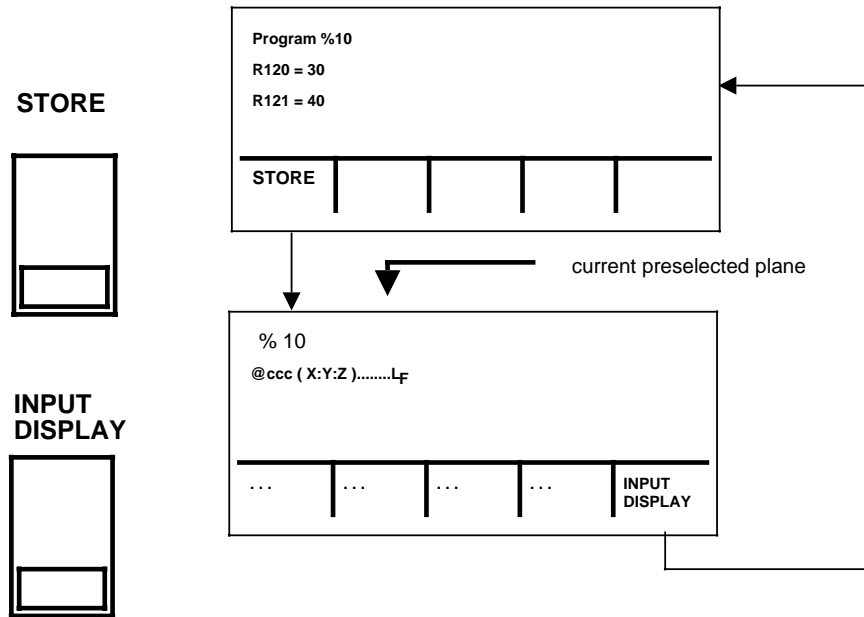 Program %10
R120 = 30
R121 = 40
STORE
STORE
current preselected plane
% 10
@ccc ( X:Y:Z )........LF
INPUT
DISPLAY
... ... ... ... INPUT
DISPLAY